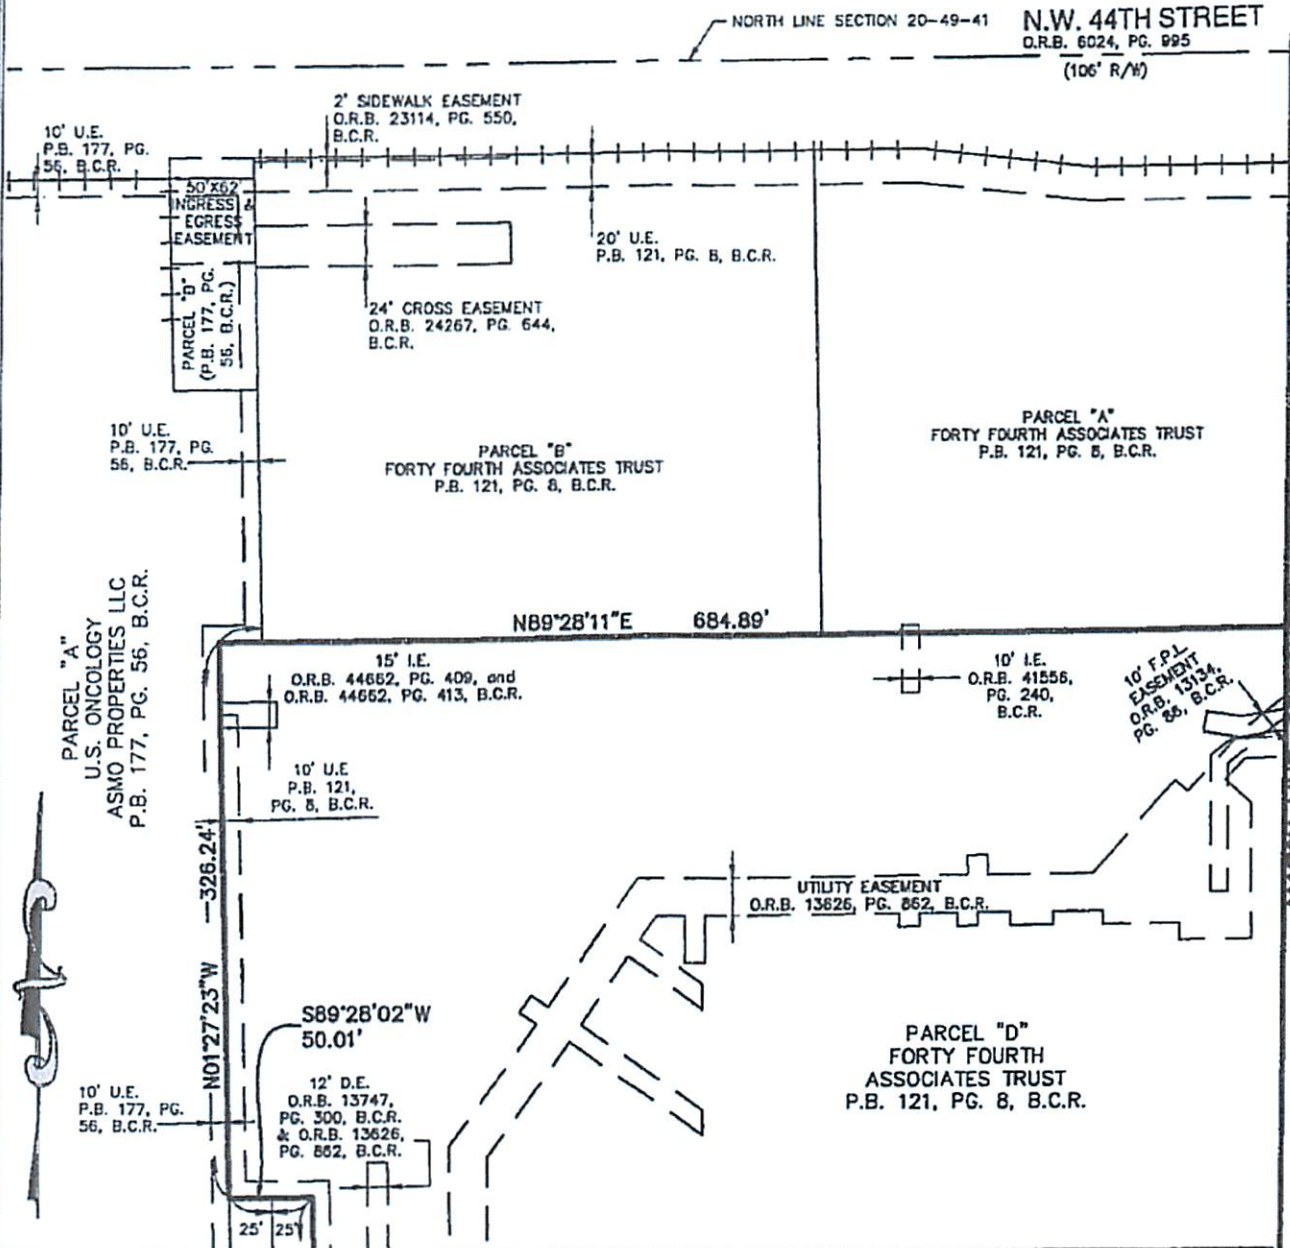 NORTH LINE SECTION 20-49-41
N.W. 44TH STREET
O.R.B. 6024, PG. 995
(106' R/W)
2' SIDEWALK EASEMENT
O.R.B. 23114, PG. 550,
B.C.R.
10' U.E.
P.B. 177, PG.
56, B.C.R.
50'X62'
INGRESS &
EGRESS
EASEMENT
20' U.E.
P.B. 121, PG. 8, B.C.R.
PARCEL "D"
(P.B. 177, PG.
56, B.C.R.)
24' CROSS EASEMENT
O.R.B. 24267, PG. 644,
B.C.R.
10' U.E.
P.B. 177, PG.
56, B.C.R.
PARCEL "B"
FORTY FOURTH ASSOCIATES TRUST
P.B. 121, PG. 8, B.C.R.
PARCEL "A"
FORTY FOURTH ASSOCIATES TRUST
P.B. 121, PG. 8, B.C.R.
PARCEL "A"
U.S. ONCOLOGY
ASMO PROPERTIES LLC
P.B. 177, PG. 56, B.C.R.
N89°28'11"E 684.89'
15' I.E.
O.R.B. 44662, PG. 409, and
O.R.B. 44662, PG. 413, B.C.R.
10' I.E.
O.R.B. 41556,
PG. 240,
B.C.R.
10' F.P.L.
EASEMENT
O.R.B. 13134,
PG. 88, B.C.R.
10' U.E
P.B. 121,
PG. 8, B.C.R.
N01°27'23"W 326.24'
UTILITY EASEMENT
O.R.B. 13626, PG. 862, B.C.R.
S89°28'02"W
50.01'
PARCEL "D"
FORTY FOURTH
ASSOCIATES TRUST
P.B. 121, PG. 8, B.C.R.
10' U.E.
P.B. 177, PG.
56, B.C.R.
12' D.E.
O.R.B. 13747,
PG. 300, B.C.R.
& O.R.B. 13626,
PG. 862, B.C.R.
25' 25'